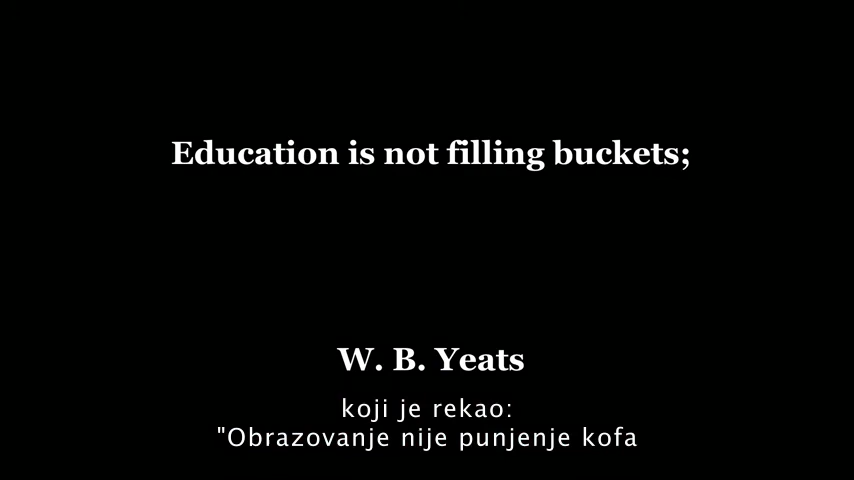 Education is not filling buckets;
W. B. Yeats
koji je rekao:
"Obrazovanje nije punjenje kofa